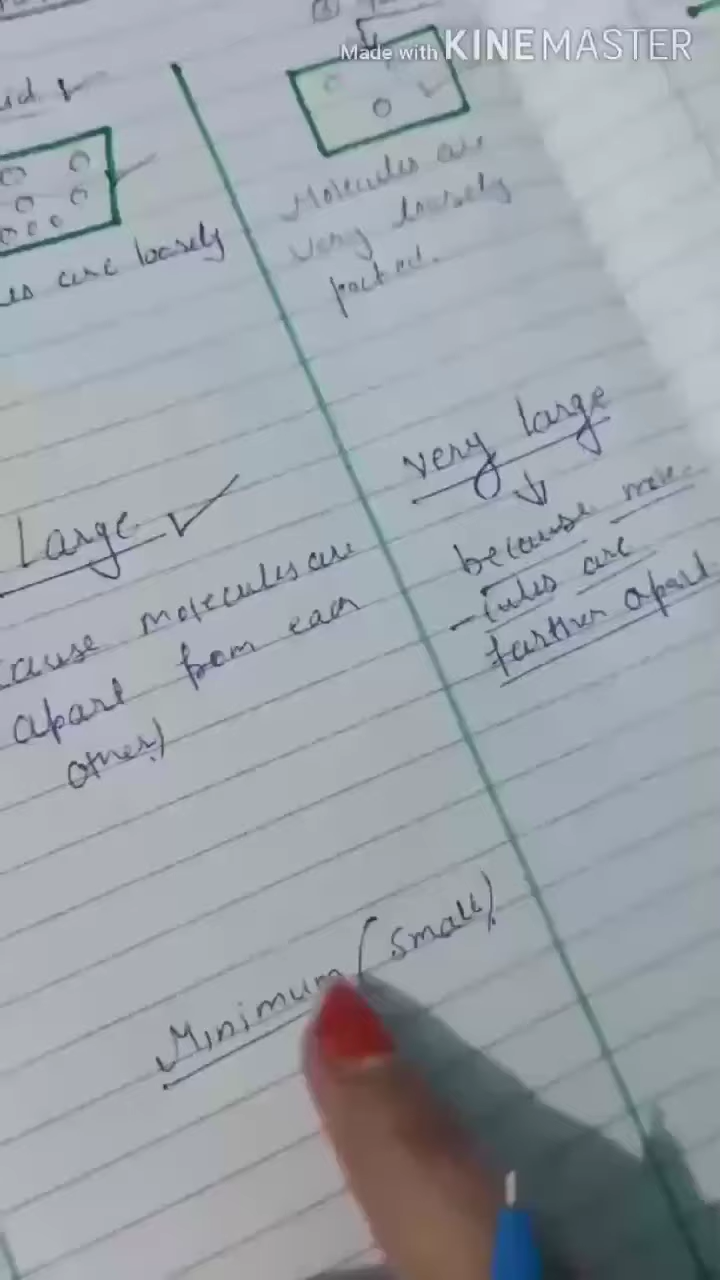 Made with KINEMASTER
es are loosely
Molecules are
very loosely
packed.
Large
cause molecules are
apart from each
other)
very large
because mole-
-cules are
farther apart
Minimum (small)